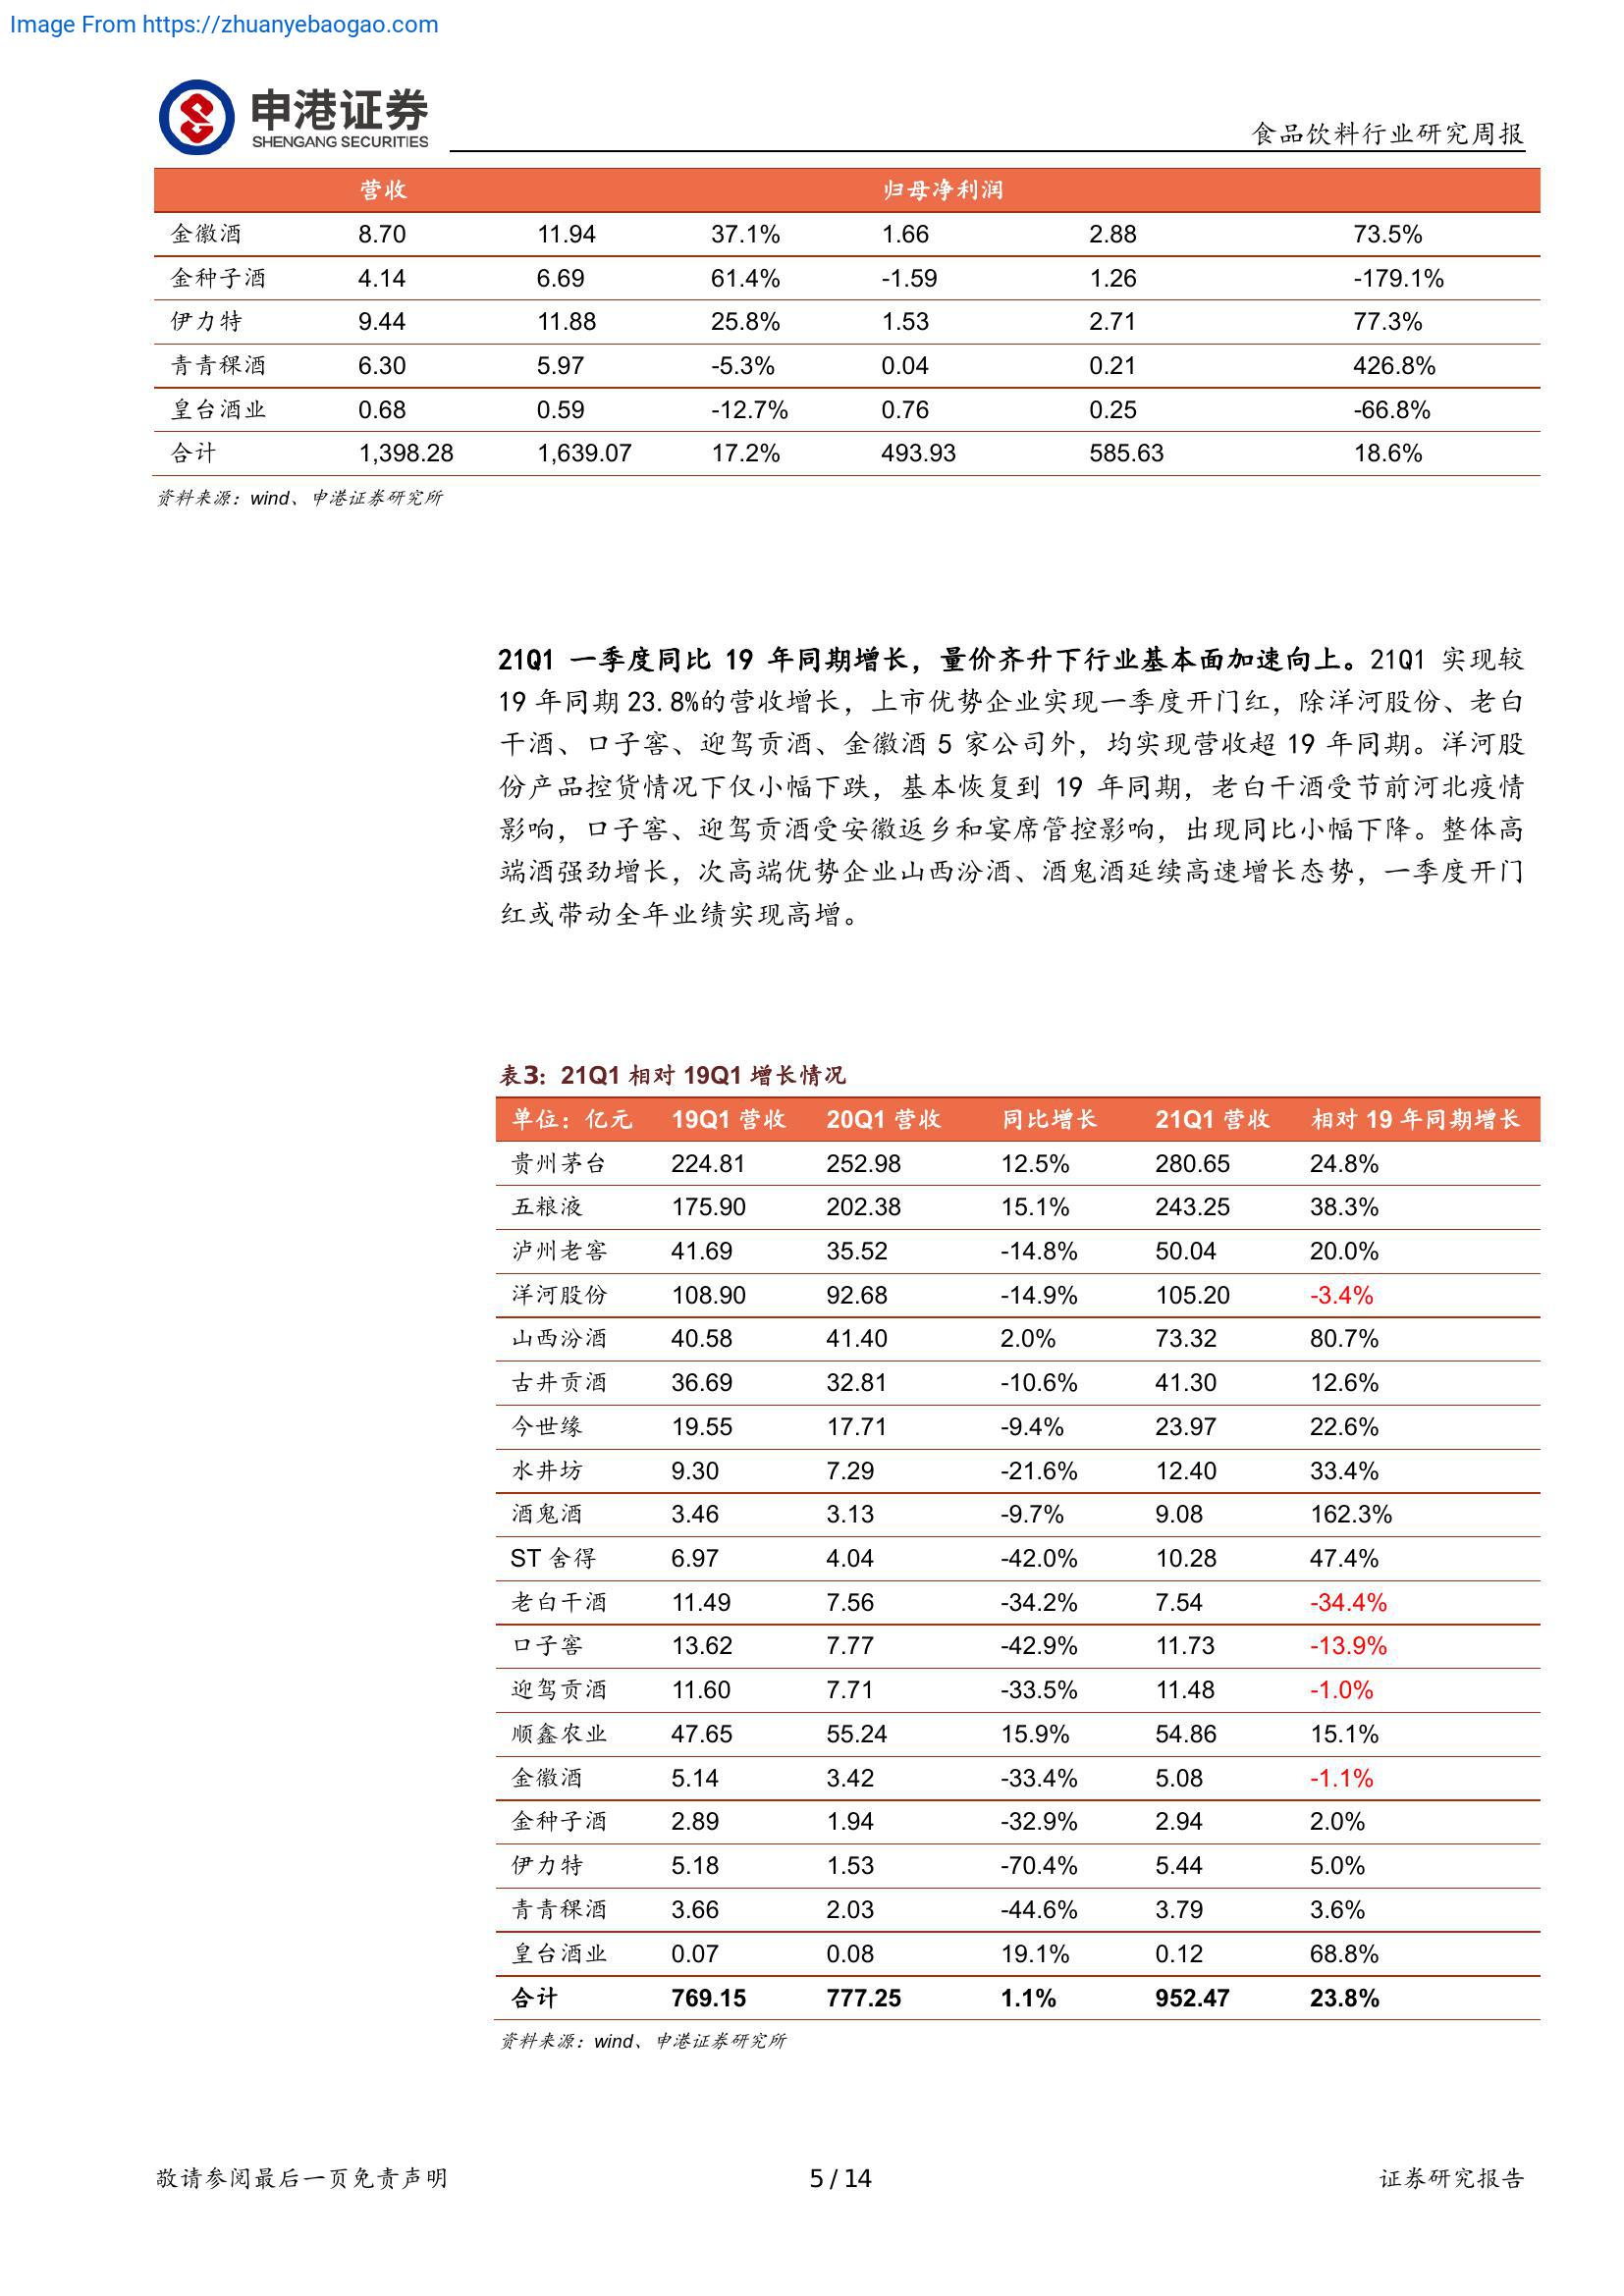 Image From https://zhuanyebaogao.com
申港证券
SHENGANG SECURITIES
食品饮料行业研究周报
营收 归母净利润
金徽酒 8.70 11.94 37.1% 1.66 2.88 73.5%
金种子酒 4.14 6.69 61.4% -1.59 1.26 -179.1%
伊力特 9.44 11.88 25.8% 1.53 2.71 77.3%
青青稞酒 6.30 5.97 -5.3% 0.04 0.21 426.8%
皇台酒业 0.68 0.59 -12.7% 0.76 0.25 -66.8%
合计 1,398.28 1,639.07 17.2% 493.93 585.63 18.6%
资料来源：wind、申港证券研究所
21Q1 一季度同比 19 年同期增长，量价齐升下行业基本面加速向上。21Q1 实现较
19 年同期 23.8%的营收增长，上市优势企业实现一季度开门红，除洋河股份、老白
干酒、口子窖、迎驾贡酒、金徽酒 5 家公司外，均实现营收超 19 年同期。洋河股
份产品控货情况下仅小幅下跌，基本恢复到 19 年同期，老白干酒受节前河北疫情
影响，口子窖、迎驾贡酒受安徽返乡和宴席管控影响，出现同比小幅下降。整体高
端酒强劲增长，次高端优势企业山西汾酒、酒鬼酒延续高速增长态势，一季度开门
红或带动全年业绩实现高增。
表3：21Q1 相对 19Q1 增长情况
单位：亿元 19Q1 营收 20Q1 营收 同比增长 21Q1 营收 相对 19 年同期增长
贵州茅台 224.81 252.98 12.5% 280.65 24.8%
五粮液 175.90 202.38 15.1% 243.25 38.3%
泸州老窖 41.69 35.52 -14.8% 50.04 20.0%
洋河股份 108.90 92.68 -14.9% 105.20 -3.4%
山西汾酒 40.58 41.40 2.0% 73.32 80.7%
古井贡酒 36.69 32.81 -10.6% 41.30 12.6%
今世缘 19.55 17.71 -9.4% 23.97 22.6%
水井坊 9.30 7.29 -21.6% 12.40 33.4%
酒鬼酒 3.46 3.13 -9.7% 9.08 162.3%
ST 舍得 6.97 4.04 -42.0% 10.28 47.4%
老白干酒 11.49 7.56 -34.2% 7.54 -34.4%
口子窖 13.62 7.77 -42.9% 11.73 -13.9%
迎驾贡酒 11.60 7.71 -33.5% 11.48 -1.0%
顺鑫农业 47.65 55.24 15.9% 54.86 15.1%
金徽酒 5.14 3.42 -33.4% 5.08 -1.1%
金种子酒 2.89 1.94 -32.9% 2.94 2.0%
伊力特 5.18 1.53 -70.4% 5.44 5.0%
青青稞酒 3.66 2.03 -44.6% 3.79 3.6%
皇台酒业 0.07 0.08 19.1% 0.12 68.8%
合计 769.15 777.25 1.1% 952.47 23.8%
资料来源：wind、申港证券研究所
敬请参阅最后一页免责声明 5 / 14 证券研究报告